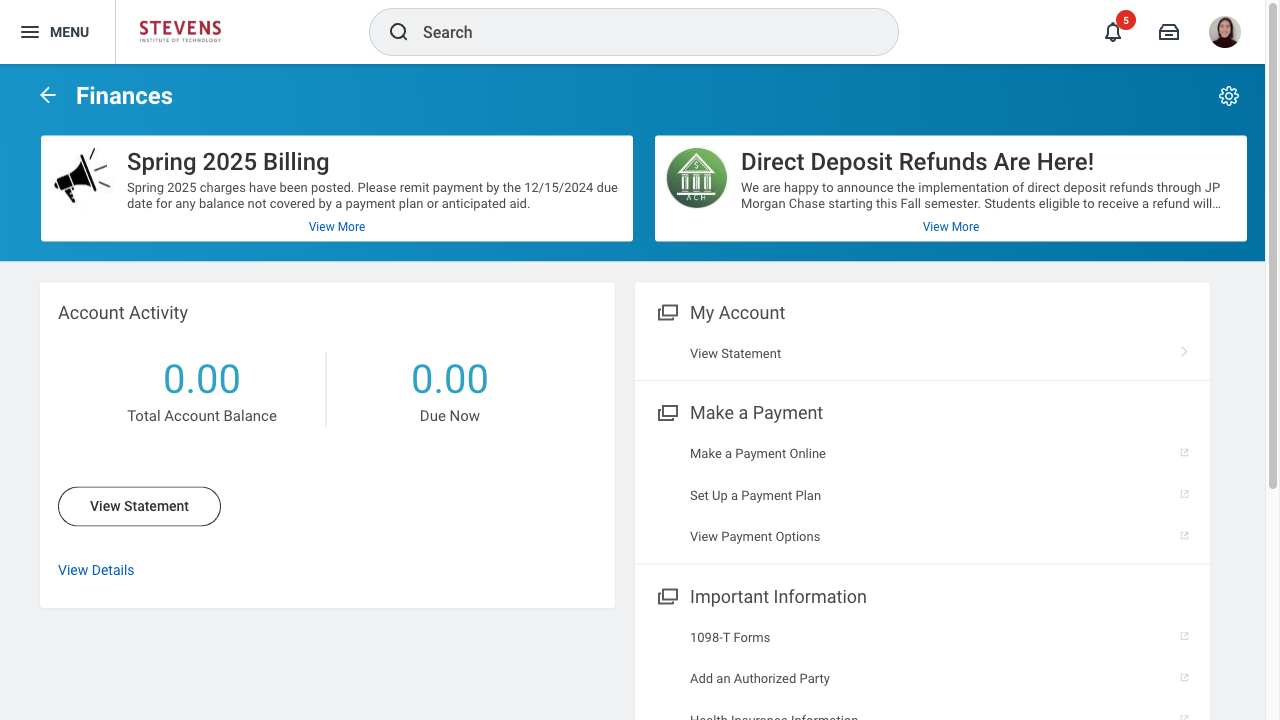 MENU
STEVENS
INSTITUTE OF TECHNOLOGY
Search
5
Finances
Spring 2025 Billing
Spring 2025 charges have been posted. Please remit payment by the 12/15/2024 due
date for any balance not covered by a payment plan or anticipated aid.
View More
$
ACH
Direct Deposit Refunds Are Here!
We are happy to announce the implementation of direct deposit refunds through JP
Morgan Chase starting this Fall semester. Students eligible to receive a refund will...
View More
Account Activity
0.00
Total Account Balance
0.00
Due Now
View Statement
View Details
My Account
View Statement
Make a Payment
Make a Payment Online
Set Up a Payment Plan
View Payment Options
Important Information
1098-T Forms
Add an Authorized Party
Health Insurance Information